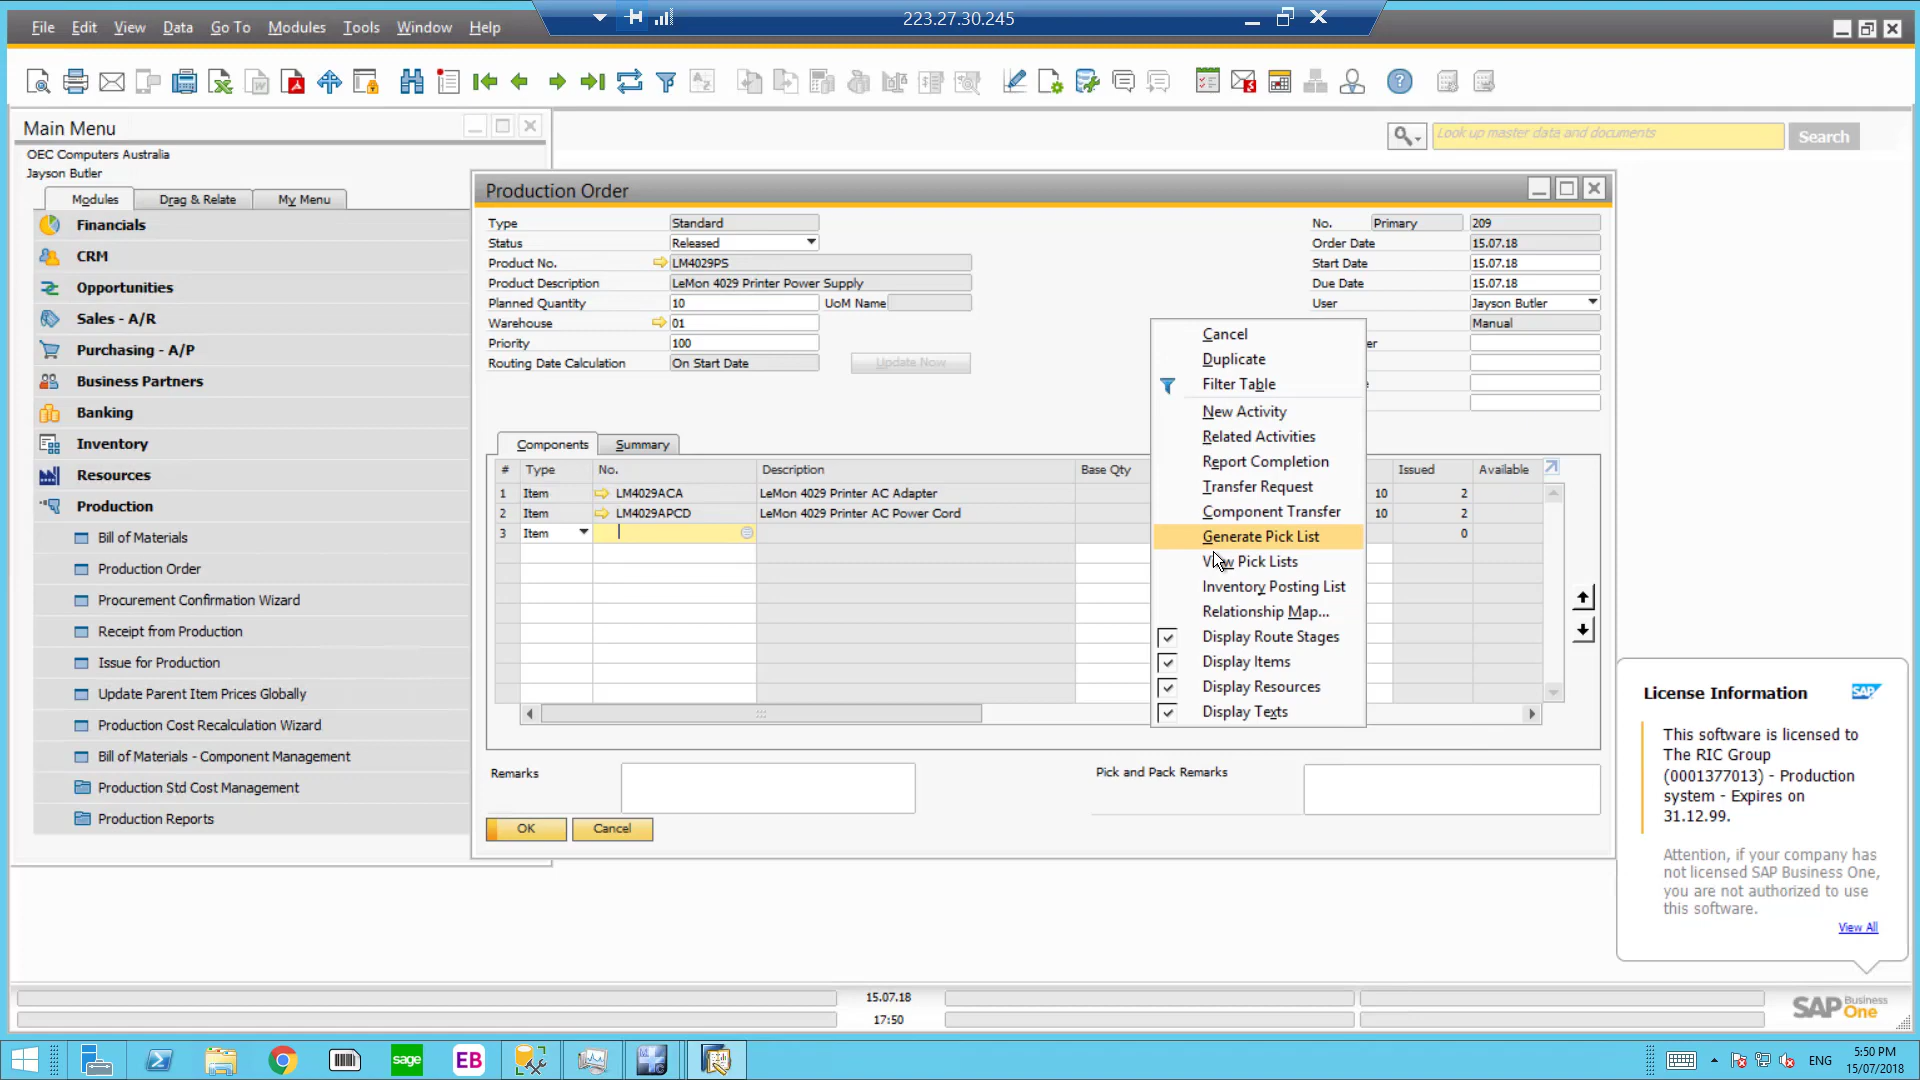 223.27.30.245
File Edit View Data Go To Modules Tools Window Help
Main Menu
OEC Computers Australia
Jayson Butler
Modules Drag & Relate My Menu
Financials
CRM
Opportunities
Sales - A/R
Purchasing - A/P
Business Partners
Banking
Inventory
Resources
Production
Bill of Materials
Production Order
Procurement Confirmation Wizard
Receipt from Production
Issue for Production
Update Parent Item Prices Globally
Production Cost Recalculation Wizard
Bill of Materials - Component Management
Production Std Cost Management
Production Reports
Look up master data and documents Search
Production Order
Type Standard
Status Released
Product No. LM4029PS
Product Description LeMon 4029 Printer Power Supply
Planned Quantity 10 UoM Name
Warehouse 01
Priority 100
Routing Date Calculation On Start Date Update Now
No. Primary 209
Order Date 15.07.18
Start Date 15.07.18
Due Date 15.07.18
User Jayson Butler
Manual
er
Components Summary
# Type No. Description Base Qty Issued Available
1 Item LM4029ACA LeMon 4029 Printer AC Adapter 10 2
2 Item LM4029APCD LeMon 4029 Printer AC Power Cord 10 2
3 Item 0
Cancel
Duplicate
Filter Table
New Activity
Related Activities
Report Completion
Transfer Request
Component Transfer
Generate Pick List
View Pick Lists
Inventory Posting List
Relationship Map...
Display Route Stages
Display Items
Display Resources
Display Texts
Remarks
Pick and Pack Remarks
OK Cancel
License Information SAP
This software is licensed to
The RIC Group
(0001377013) - Production
system - Expires on
31.12.99.
Attention, if your company has
not licensed SAP Business One,
you are not authorized to use
this software.
View All
15.07.18
17:50
SAP Business One
sage EB
ENG
5:50 PM
15/07/2018